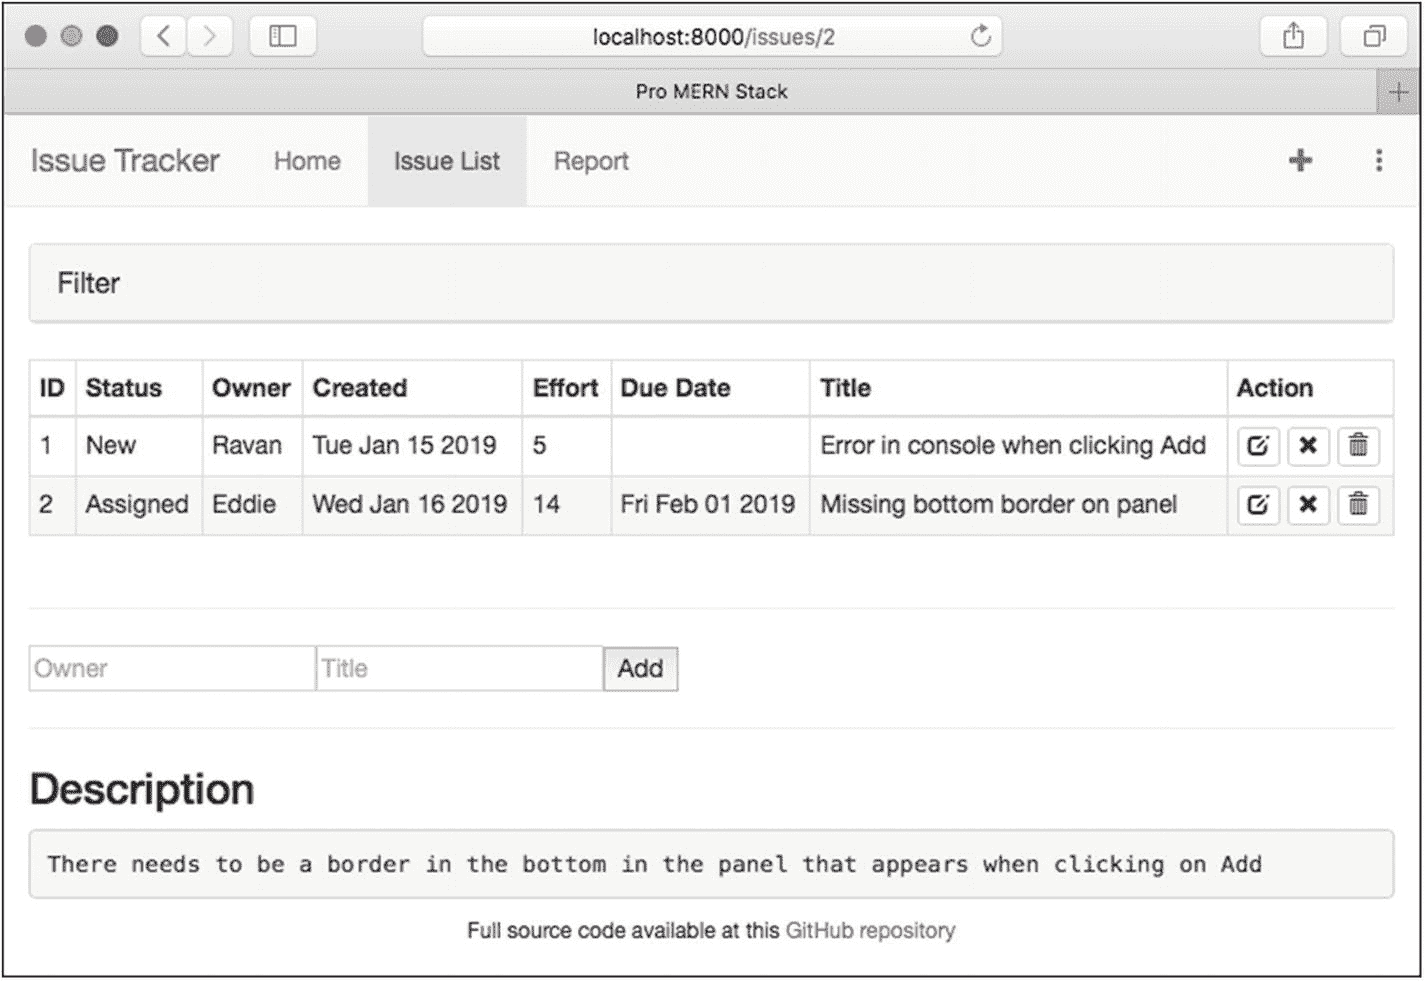 localhost:8000/issues/2
Pro MERN Stack
Issue Tracker Home Issue List Report
Filter
ID Status Owner Created Effort Due Date Title Action
1 New Ravan Tue Jan 15 2019 5 Error in console when clicking Add
2 Assigned Eddie Wed Jan 16 2019 14 Fri Feb 01 2019 Missing bottom border on panel
Owner Title Add
Description
There needs to be a border in the bottom in the panel that appears when clicking on Add
Full source code available at this GitHub repository